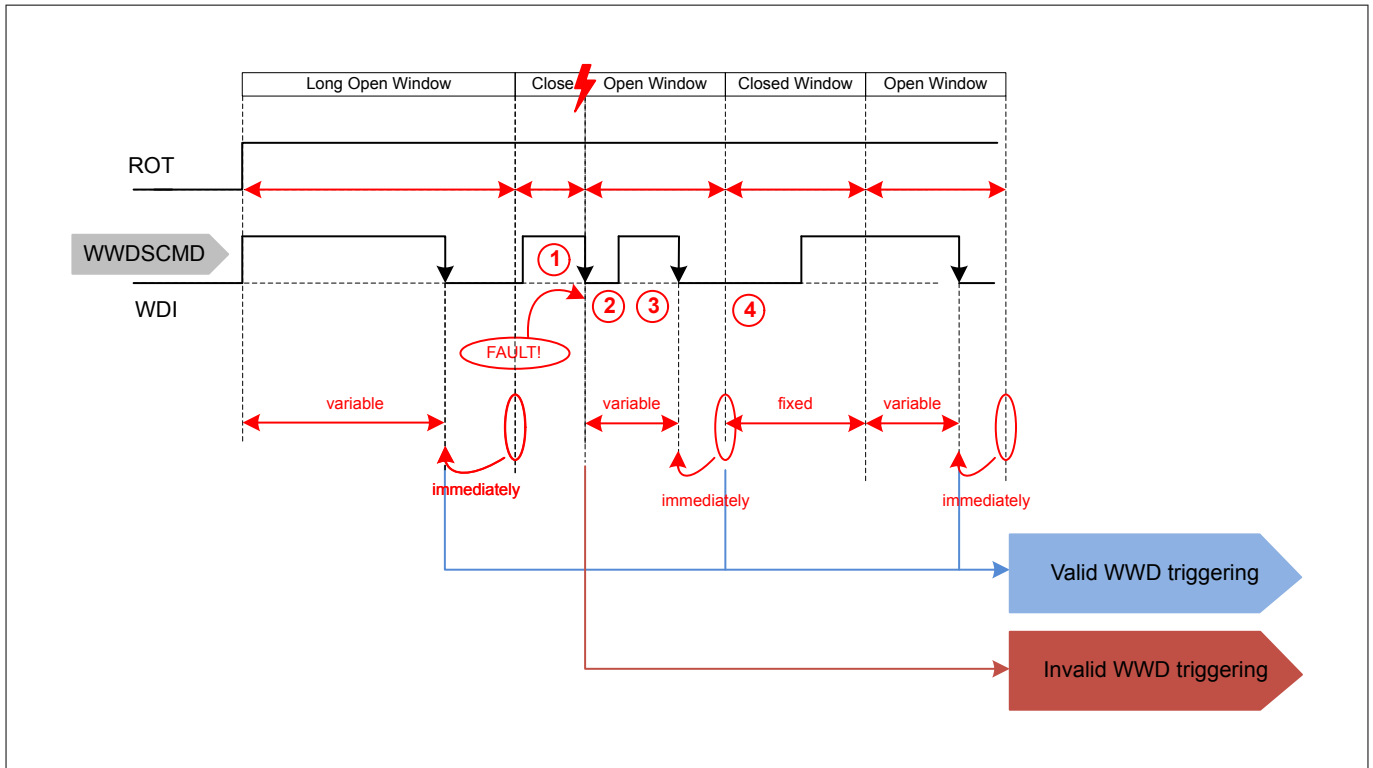 Long Open Window
Close
Open Window
Closed Window
Open Window
ROT
WWDSCMD
WDI
1
2
3
4
FAULT!
variable
variable
fixed
variable
immediately
immediately
immediately
Valid WWD triggering
Invalid WWD triggering